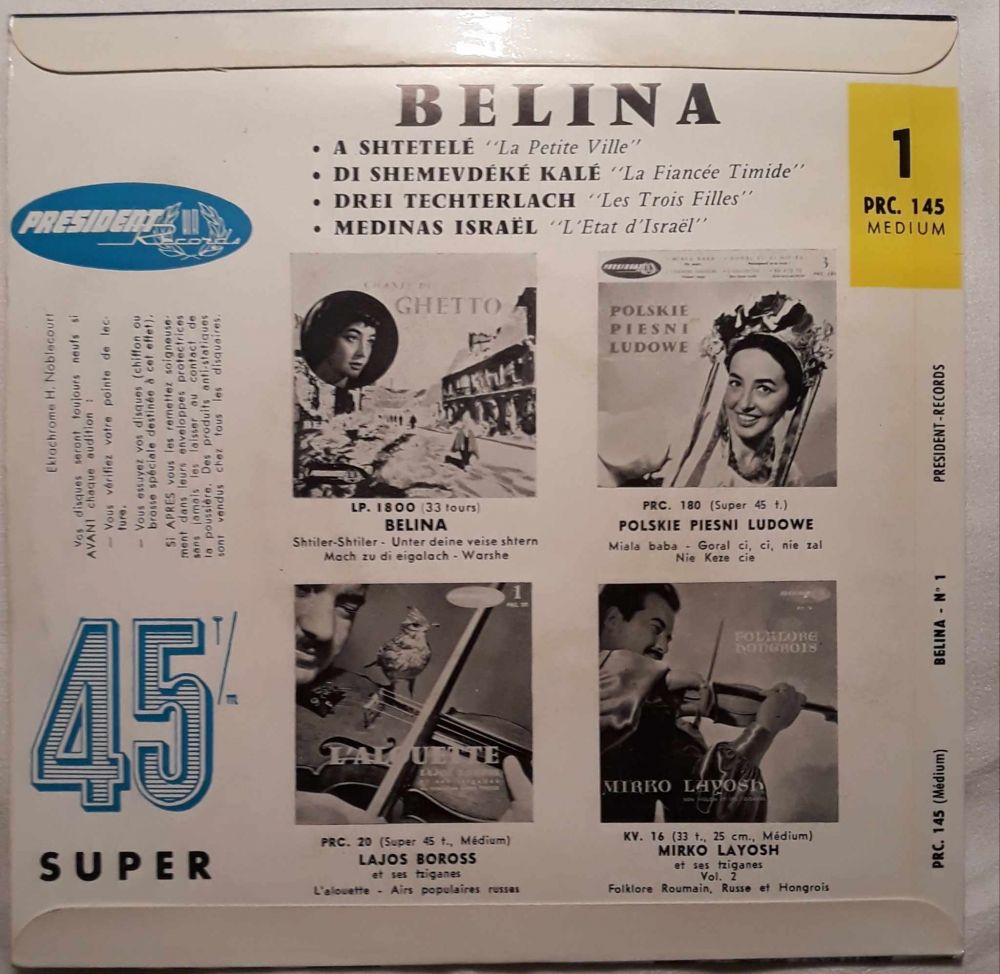 BELINA
• A SHTETELÉ "La Petite Ville"
• DI SHEMEVDÉKÉ KALÉ "La Fiancée Timide"
• DREI TECHTERLACH "Les Trois Filles"
• MEDINAS ISRAËL "L'Etat d'Israël"
1
PRC. 145
MEDIUM
PRESIDENT
Records
Ektachrome H. Noblecourt
Vos disques seront toujours neufs si
AVANT chaque audition :
— Vous vérifiez votre pointe de lec-
ture.
— Vous essuyez vos disques (chiffon ou
brosse spéciale destinée à cet effet).
Si APRES vous les remettez soigneuse-
ment dans leurs enveloppes protectrices
sans jamais les laisser au contact de
la poussière. Des produits anti-statiques
sont vendus chez tous les disquaires.
45 T/m
SUPER
GHETTO
LP. 1800 (33 tours)
BELINA
Shtiler-Shtiler - Unter deine veise shtern
Mach zu di eigalach - Warshe
PRESIDENT
3
POLSKIE
PIESNI
LUDOWE
PRC. 180 (Super 45 t.)
POLSKIE PIESNI LUDOWE
Miala baba - Goral ci, ci, nie zal
Nie Keze cie
1
L'ALOUETTE
PRC. 20 (Super 45 t., Médium)
LAJOS BOROSS
et ses tziganes
L'alouette - Airs populaires russes
FOLKLORE
HONGROIS
MIRKO LAYOSH
KV. 16 (33 t., 25 cm., Médium)
MIRKO LAYOSH
et ses tziganes
Vol. 2
Folklore Roumain, Russe et Hongrois
PRESIDENT-RECORDS
BELINA - N° 1
PRC. 145 (Médium)